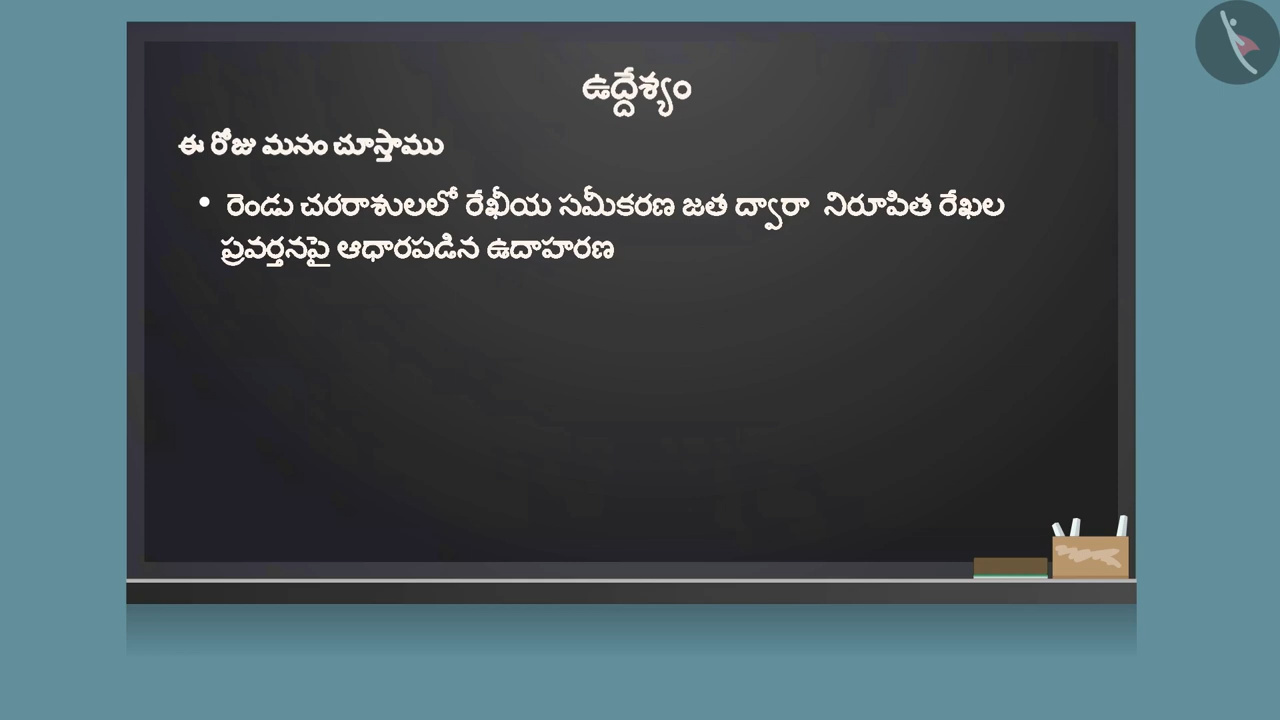 ఉద్దేశ్యం
ఈ రోజు మనం చూస్తాము
• రెండు చరరాశులలో రేఖీయ సమీకరణ జత ద్వారా నిరూపిత రేఖల
ప్రవర్తనపై ఆధారపడిన ఉదాహరణ